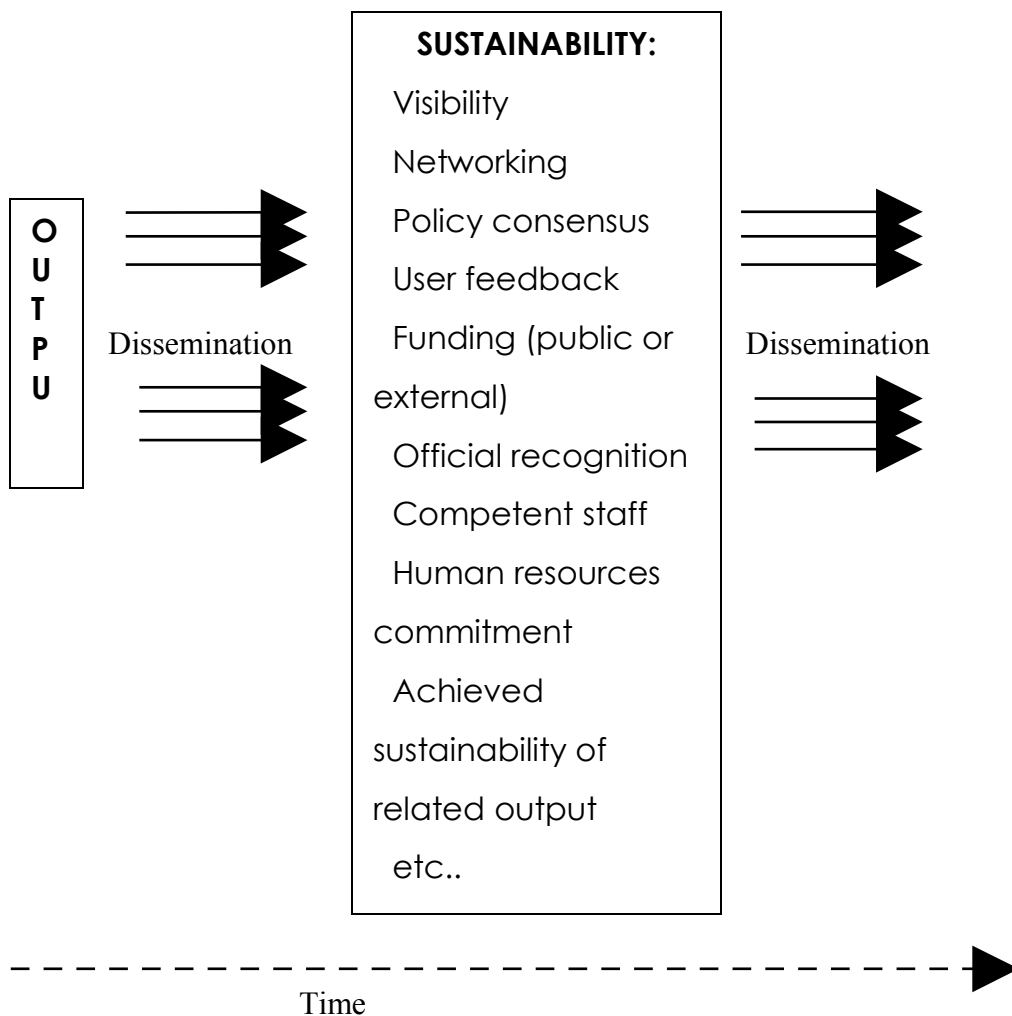 O
U
T
P
U
Dissemination
SUSTAINABILITY:
Visibility
Networking
Policy consensus
User feedback
Funding (public or
external)
Official recognition
Competent staff
Human resources
commitment
Achieved
sustainability of
related output
etc..
Dissemination
Time